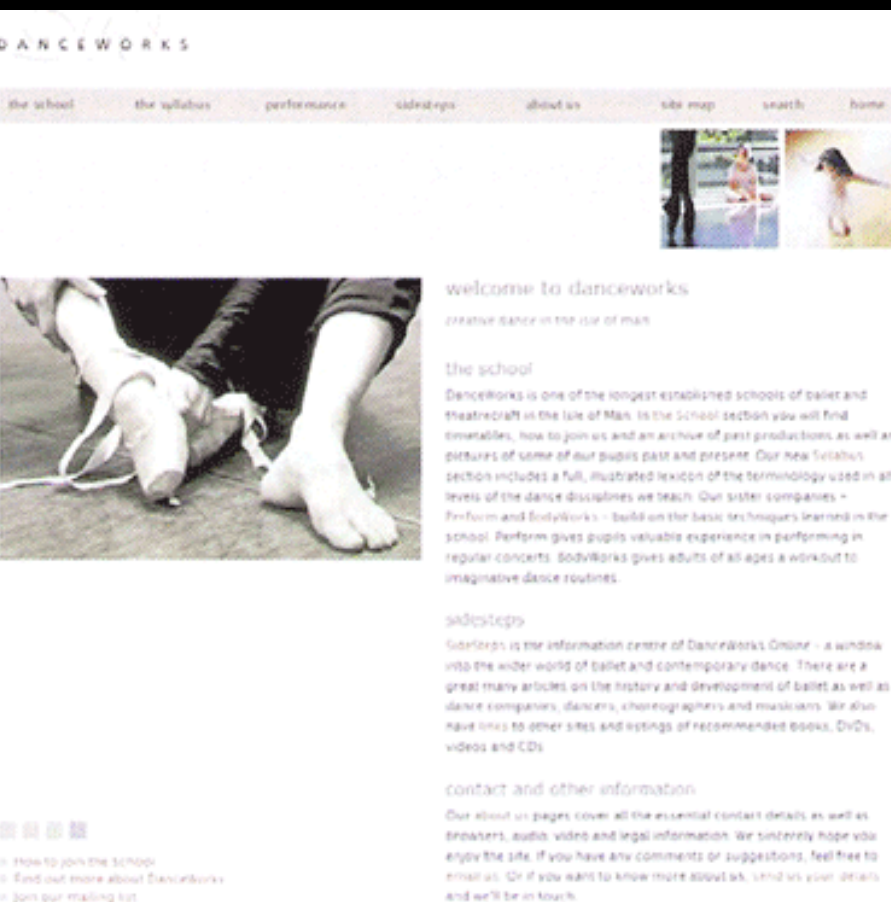 DANCEWORKS
the school the syllabus performance sidesteps about us site map search home
welcome to danceworks
creative dance in the isle of man
the school
DanceWorks is one of the longest established schools of ballet and
theatrecraft in the Isle of Man. In the School section you will find
timetables, how to join us and an archive of past productions as well as
pictures of some of our pupils past and present. Our new Syllabus
section includes a full, illustrated lexicon of the terminology used in all
levels of the dance disciplines we teach. Our sister companies –
Perform and BodyWorks – build on the basic techniques learned in the
school. Perform gives pupils valuable experience in performing in
regular concerts. BodyWorks gives adults of all ages a workout to
imaginative dance routines.
sidesteps
SideSteps is the information centre of DanceWorks Online – a window
into the wider world of ballet and contemporary dance. There are a
great many articles on the history and development of ballet as well as
dance companies, dancers, choreographers and musicians. We also
have links to other sites and listings of recommended books, DVDs,
videos and CDs.
contact and other information
Our about us pages cover all the essential contact details as well as
browsers, audio, video and legal information. We sincerely hope you
enjoy the site. If you have any comments or suggestions, feel free to
email us. Or if you want to know more about us, send us your details
and we'll be in touch.
How to join the School
Find out more about DanceWorks
Join our mailing list